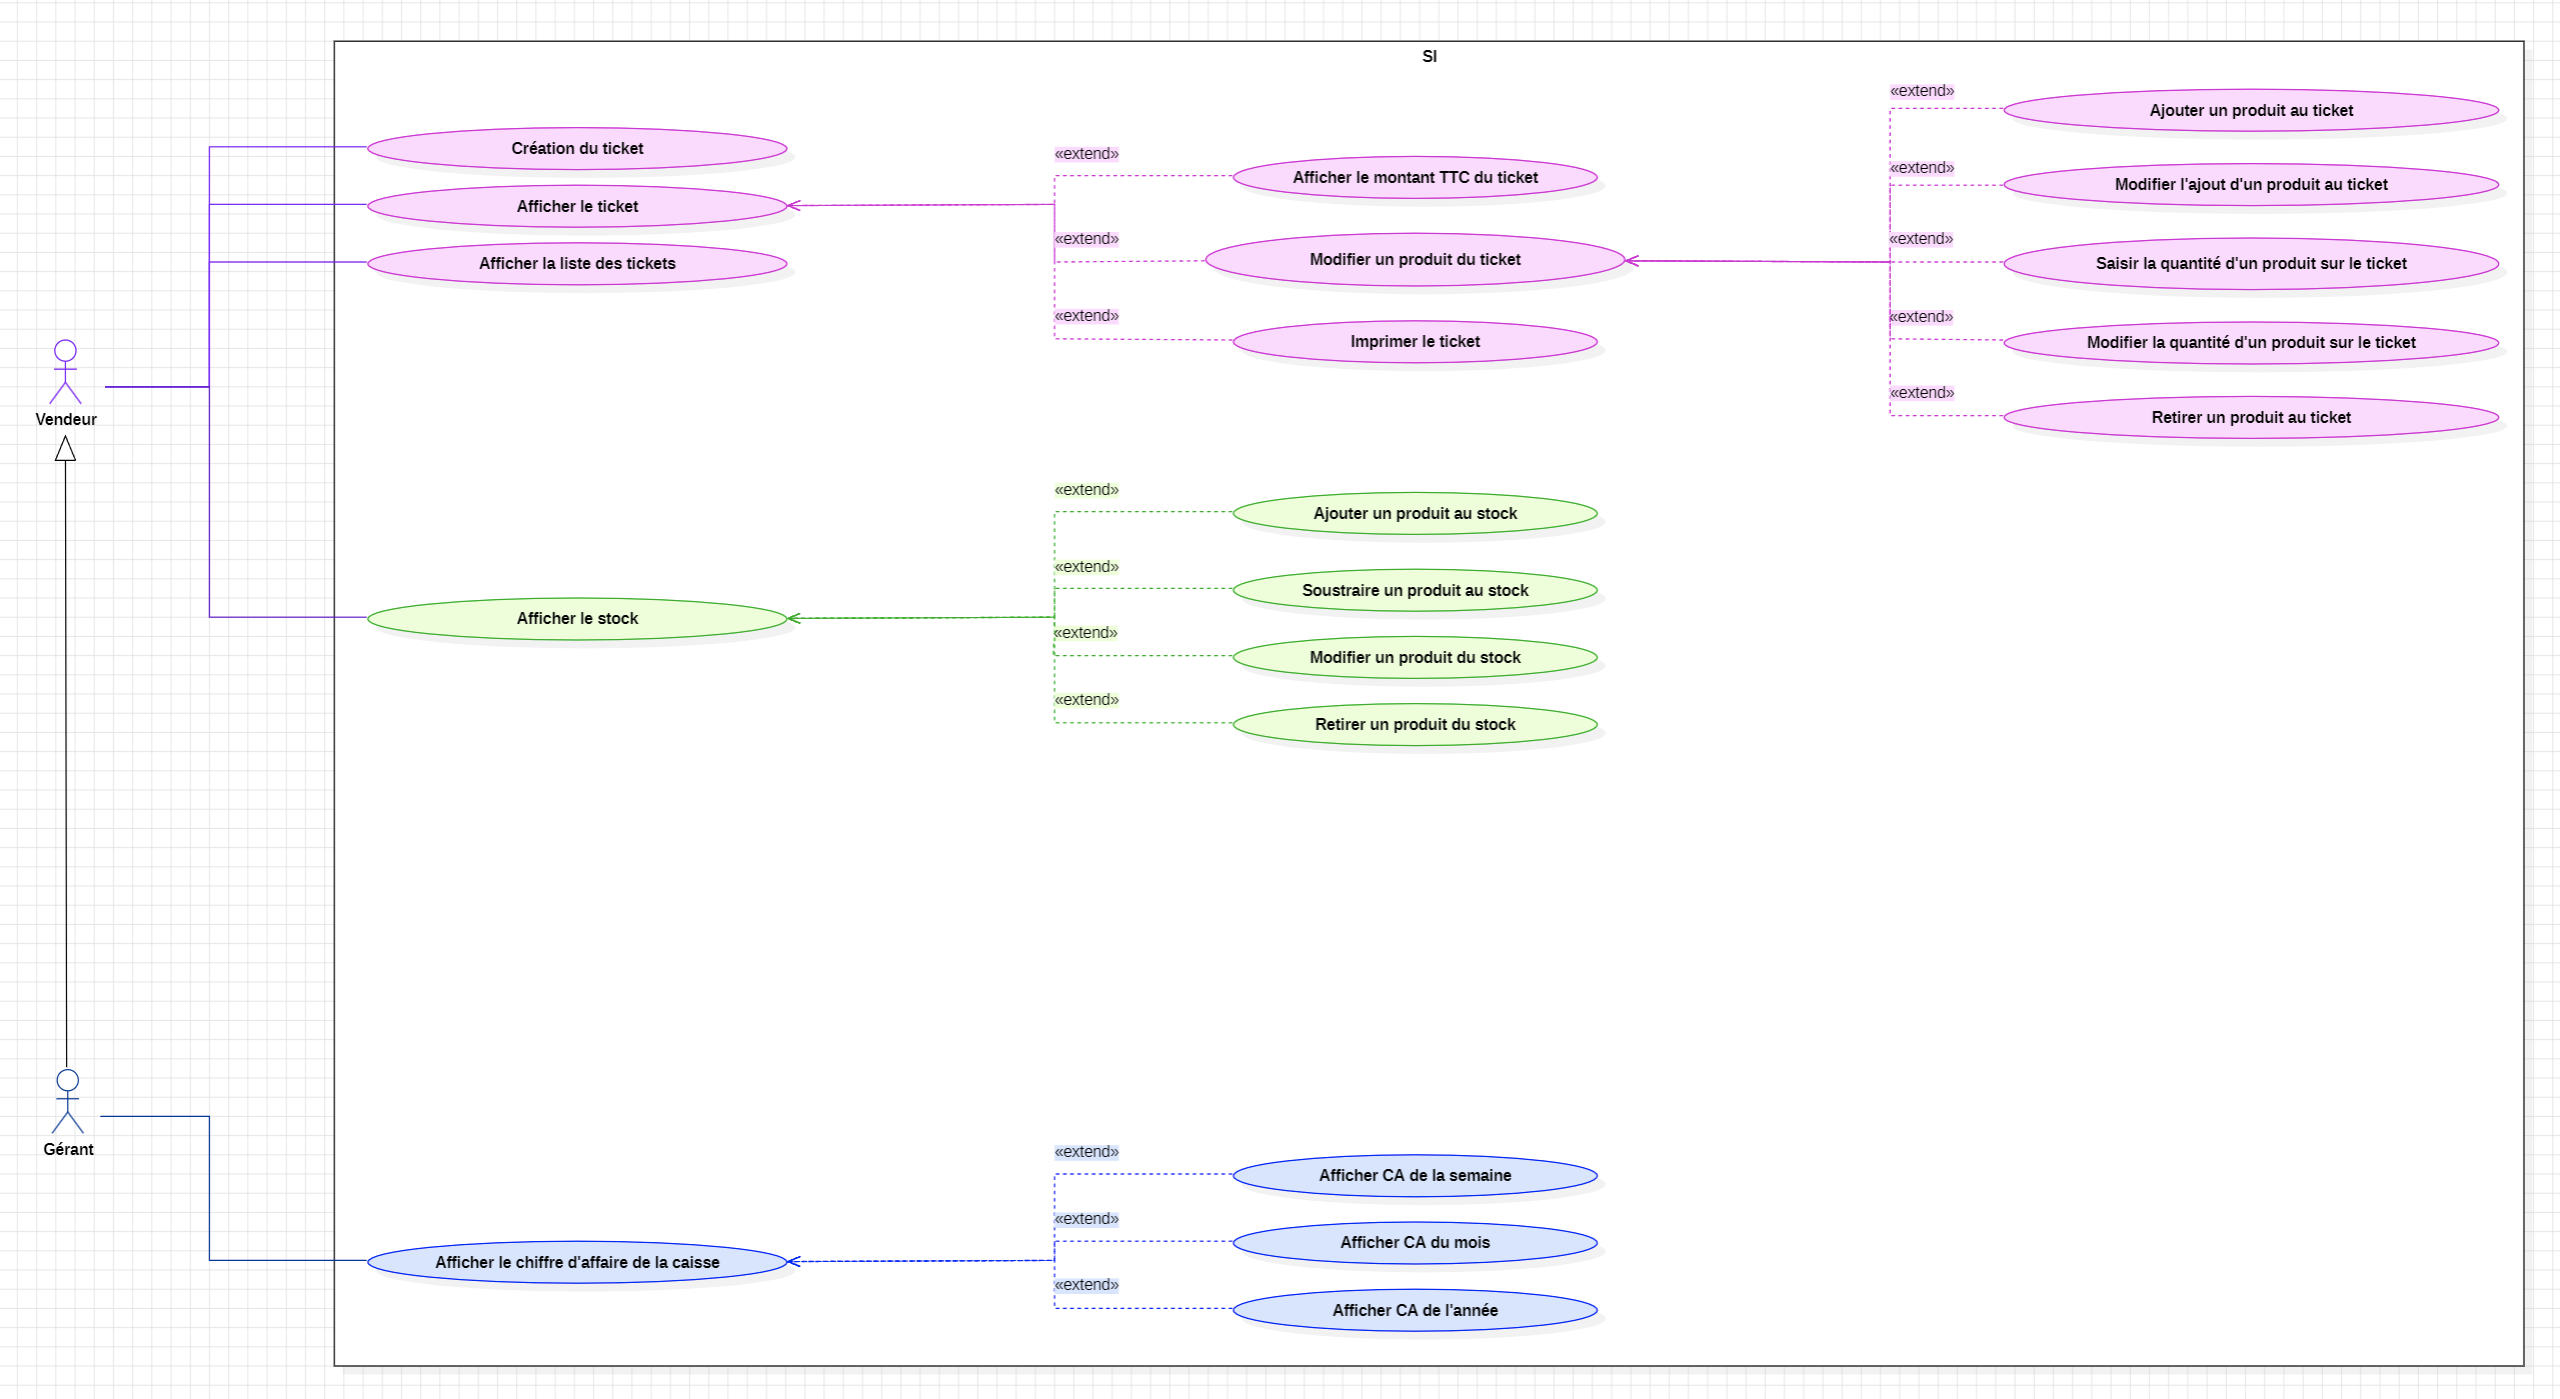 SI
Vendeur
Gérant
Création du ticket
Afficher le ticket
Afficher la liste des tickets
«extend»
Afficher le montant TTC du ticket
«extend»
Modifier un produit du ticket
«extend»
Imprimer le ticket
«extend»
Ajouter un produit au ticket
«extend»
Modifier l'ajout d'un produit au ticket
«extend»
Saisir la quantité d'un produit sur le ticket
«extend»
Modifier la quantité d'un produit sur le ticket
«extend»
Retirer un produit au ticket
Afficher le stock
«extend»
Ajouter un produit au stock
«extend»
Soustraire un produit au stock
«extend»
Modifier un produit du stock
«extend»
Retirer un produit du stock
Afficher le chiffre d'affaire de la caisse
«extend»
Afficher CA de la semaine
«extend»
Afficher CA du mois
«extend»
Afficher CA de l'année